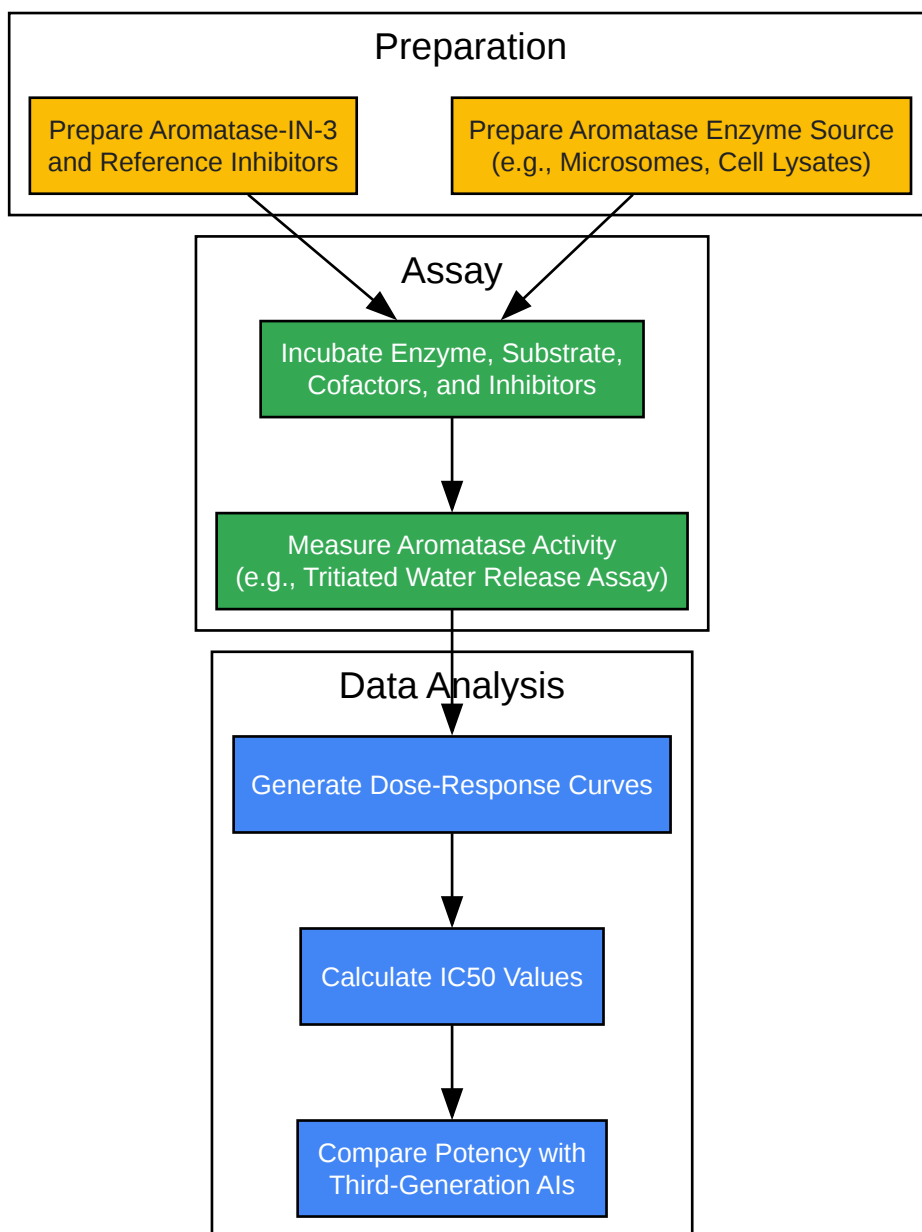 Preparation
Prepare Aromatase-IN-3
and Reference Inhibitors
Prepare Aromatase Enzyme Source
(e.g., Microsomes, Cell Lysates)
Assay
Incubate Enzyme, Substrate,
Cofactors, and Inhibitors
Measure Aromatase Activity
(e.g., Tritiated Water Release Assay)
Data Analysis
Generate Dose-Response Curves
Calculate IC50 Values
Compare Potency with
Third-Generation AIs